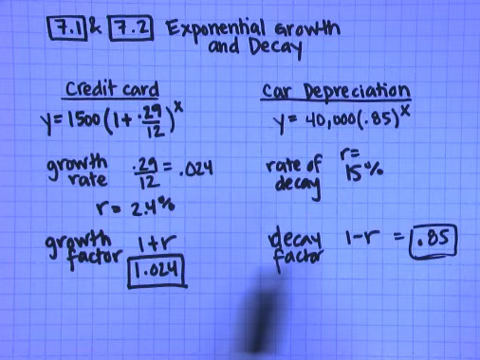 7.1 & 7.2 Exponential Growth
and Decay
Credit card
y = 1500(1 + .29/12)^x
growth rate .29/12 = .024
r = 2.4%
growth factor 1+r
1.024
Car Depreciation
y = 40,000(.85)^x
rate of decay r = 15%
decay factor 1-r = .85